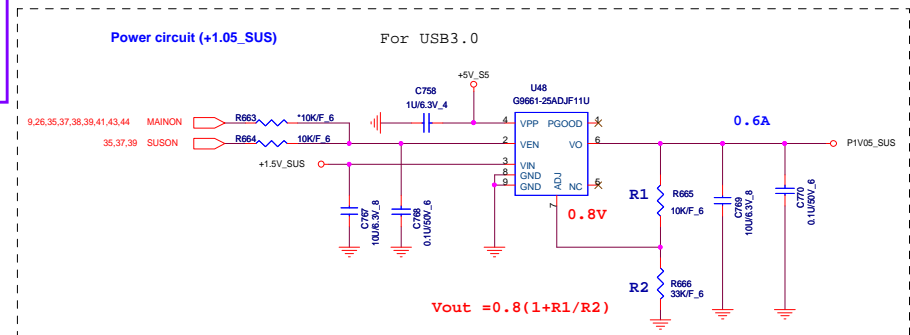 Power circuit (+1.05_SUS)
For USB3.0
+5V_S5
C758
1U/6.3V_4
U48
G9661-25ADJF11U
9,26,35,37,38,39,41,43,44 MAINON
R663
*10K/F_6
35,37,39 SUSON
R664
10K/F_6
+1.5V_SUS
4 VPP PGOOD 1
2 VEN VO 6
3 VIN
8 GND
9 GND
ADJ
NC 5
7
0.8V
0.6A
P1V05_SUS
C767
10U/6.3V_8
C768
0.1U/50V_6
R1
R665
10K/F_6
C769
10U/6.3V_8
C770
0.1U/50V_6
R2
R666
33K/F_6
Vout =0.8(1+R1/R2)